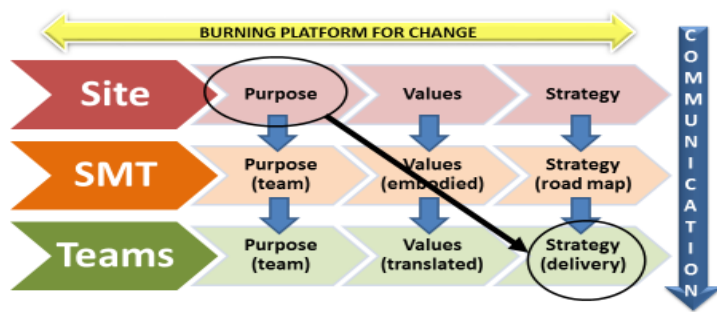 BURNING PLATFORM FOR CHANGE
COMMUNICATION
Site
Purpose
Values
Strategy
SMT
Purpose
(team)
Values
(embodied)
Strategy
(road map)
Teams
Purpose
(team)
Values
(translated)
Strategy
(delivery)